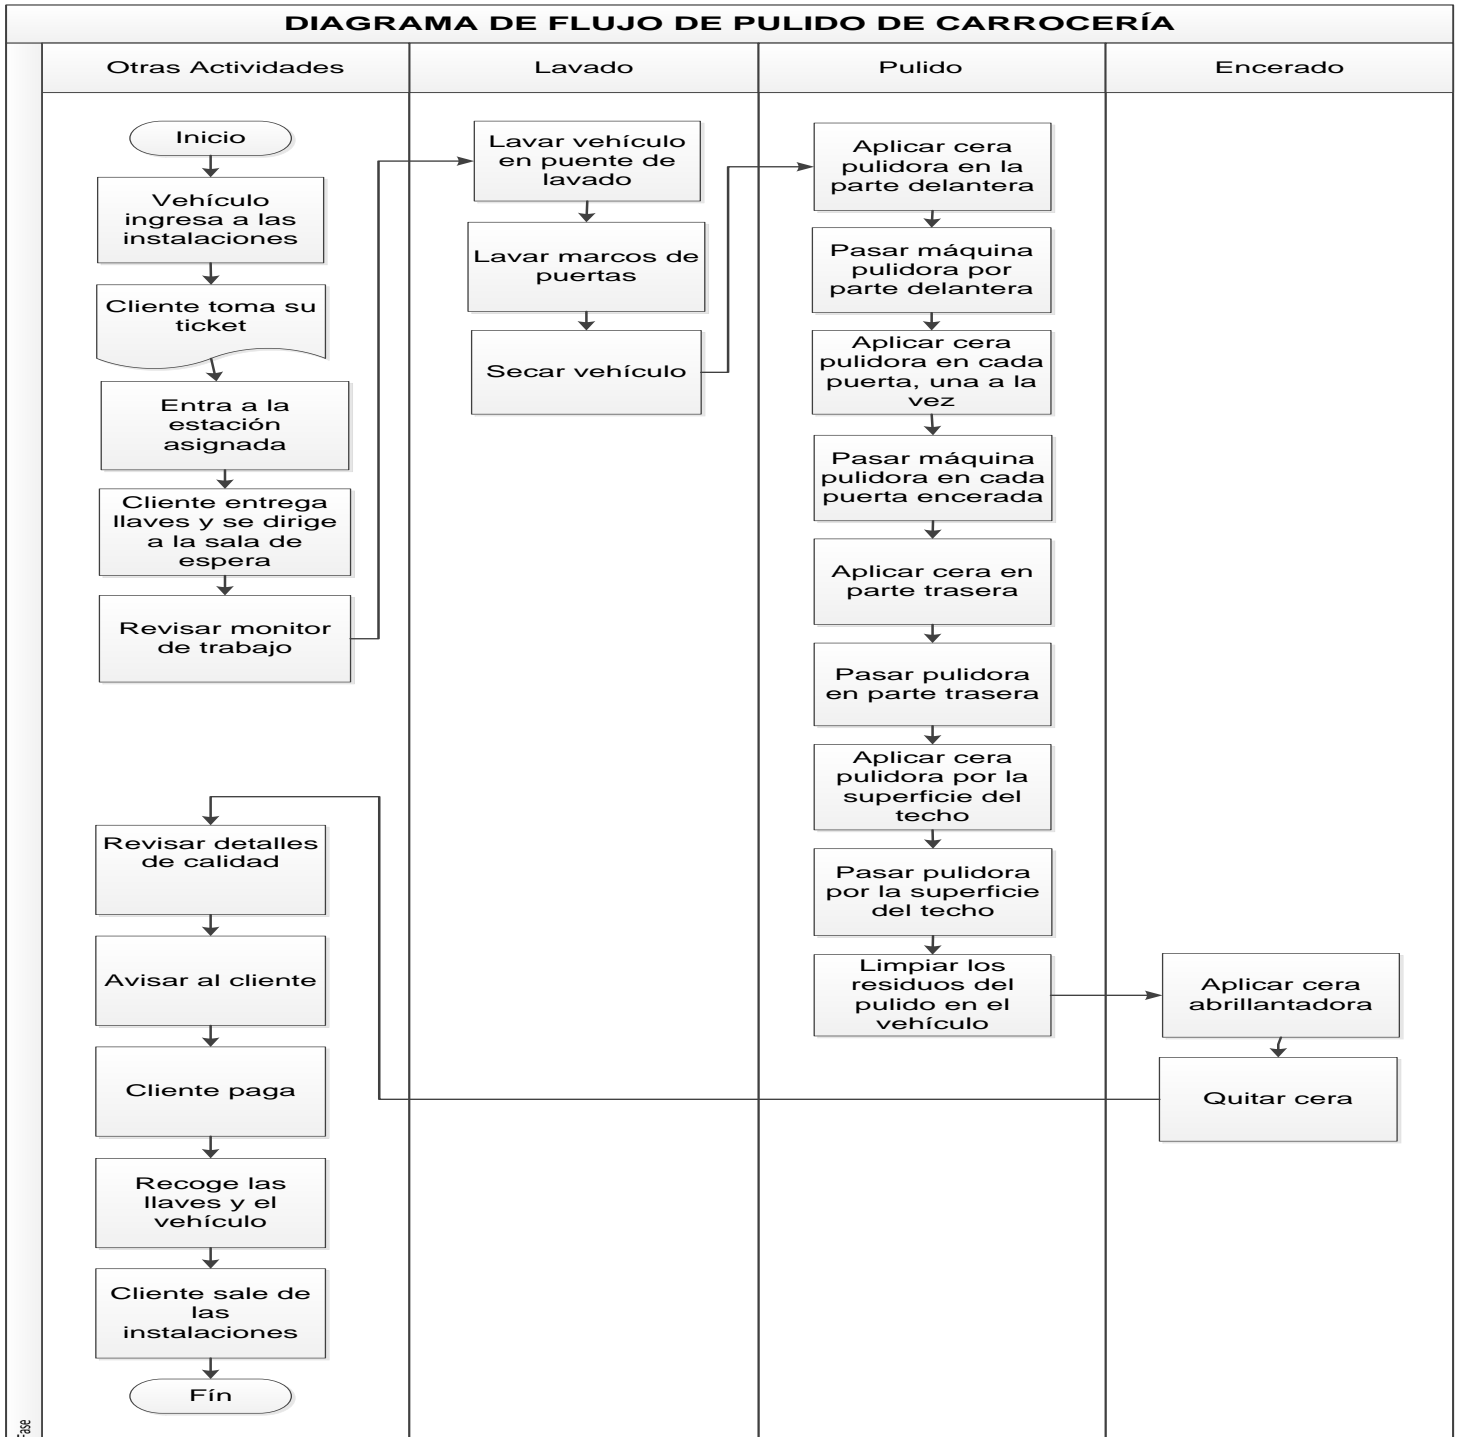 DIAGRAMA DE FLUJO DE PULIDO DE CARROCERÍA
Otras Actividades
Lavado
Pulido
Encerado
Inicio
Vehículo
ingresa a las
instalaciones
Cliente toma su
ticket
Entra a la
estación
asignada
Cliente entrega
llaves y se dirige
a la sala de
espera
Revisar monitor
de trabajo
Lavar vehículo
en puente de
lavado
Lavar marcos de
puertas
Secar vehículo
Aplicar cera
pulidora en la
parte delantera
Pasar máquina
pulidora por
parte delantera
Aplicar cera
pulidora en cada
puerta, una a la
vez
Pasar máquina
pulidora en cada
puerta encerada
Aplicar cera en
parte trasera
Pasar pulidora
en parte trasera
Aplicar cera
pulidora por la
superficie del
techo
Pasar pulidora
por la superficie
del techo
Limpiar los
residuos del
pulido en el
vehículo
Aplicar cera
abrillantadora
Quitar cera
Revisar detalles
de calidad
Avisar al cliente
Cliente paga
Recoge las
llaves y el
vehículo
Cliente sale de
las
instalaciones
Fín
Fase